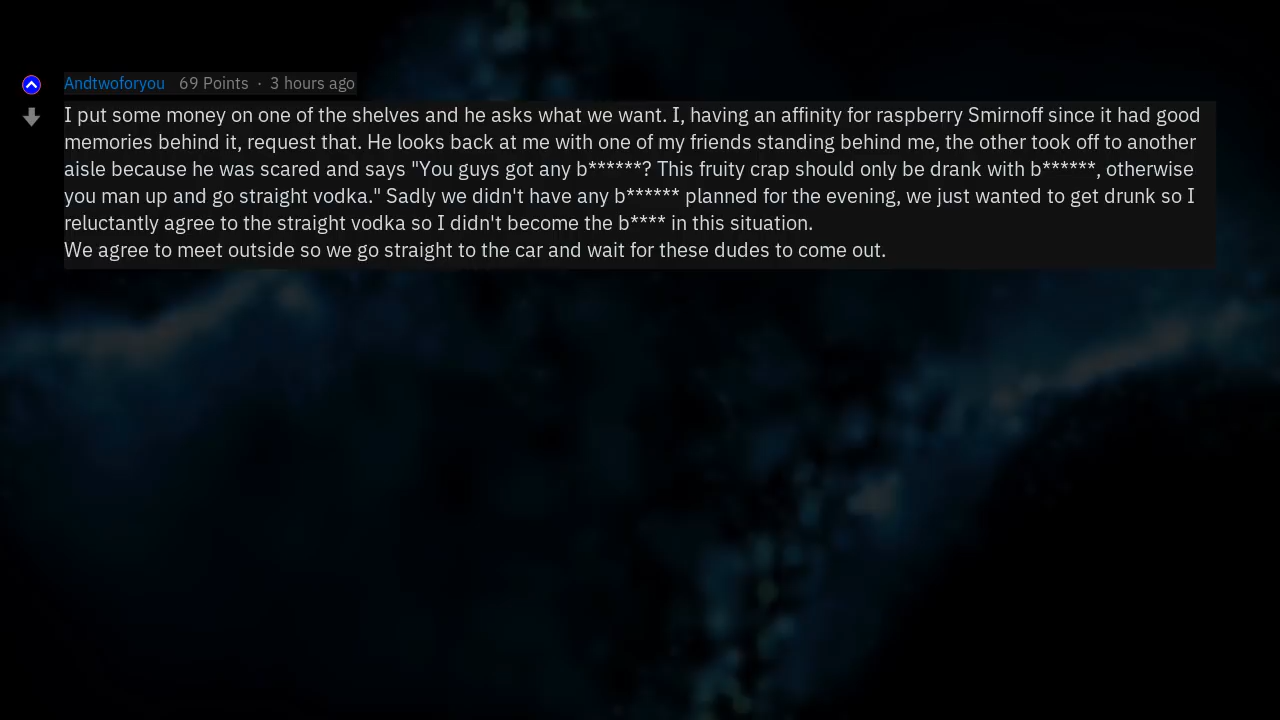 Andtwoforyou 69 Points · 3 hours ago
I put some money on one of the shelves and he asks what we want. I, having an affinity for raspberry Smirnoff since it had good
memories behind it, request that. He looks back at me with one of my friends standing behind me, the other took off to another
aisle because he was scared and says "You guys got any b******? This fruity crap should only be drank with b******, otherwise
you man up and go straight vodka." Sadly we didn't have any b****** planned for the evening, we just wanted to get drunk so I
reluctantly agree to the straight vodka so I didn't become the b**** in this situation.
We agree to meet outside so we go straight to the car and wait for these dudes to come out.